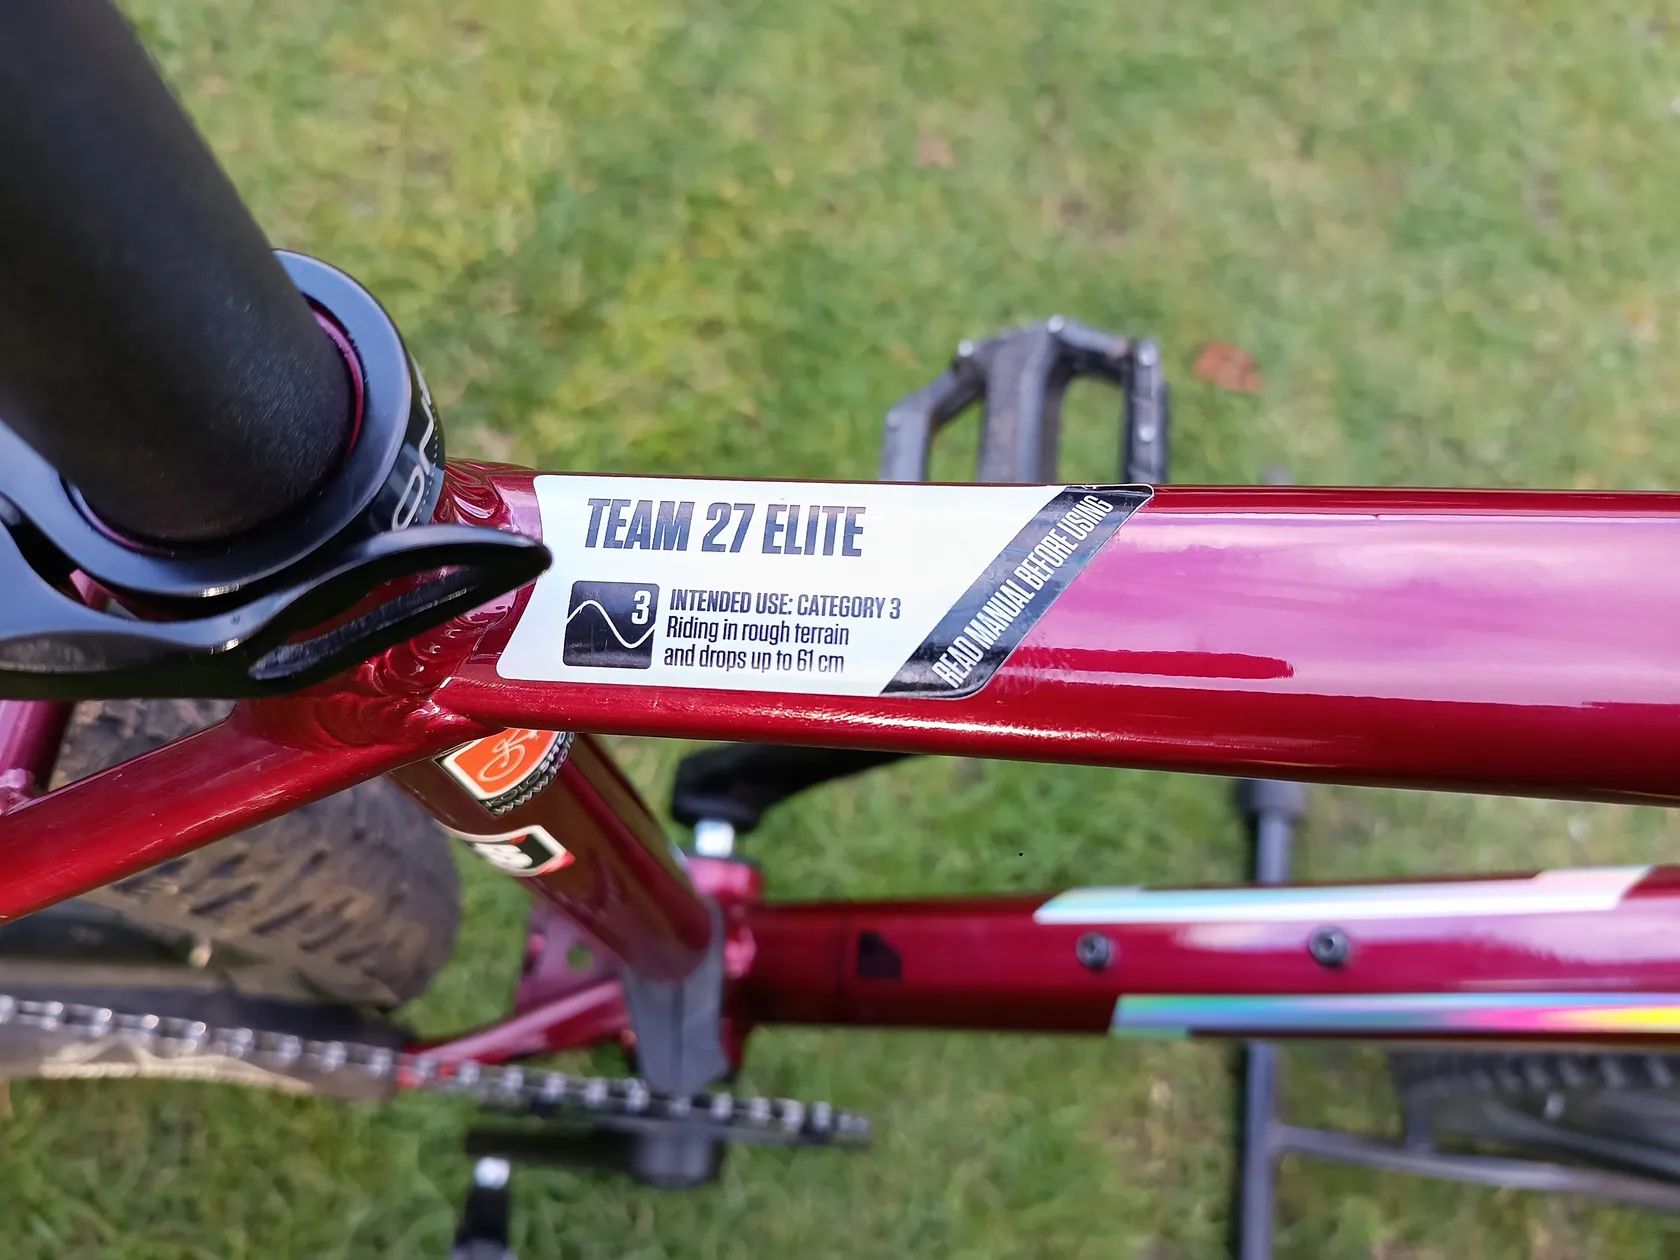 TEAM 27 ELITE
3
INTENDED USE: CATEGORY 3
Riding in rough terrain
and drops up to 61 cm
READ MANUAL BEFORE USING